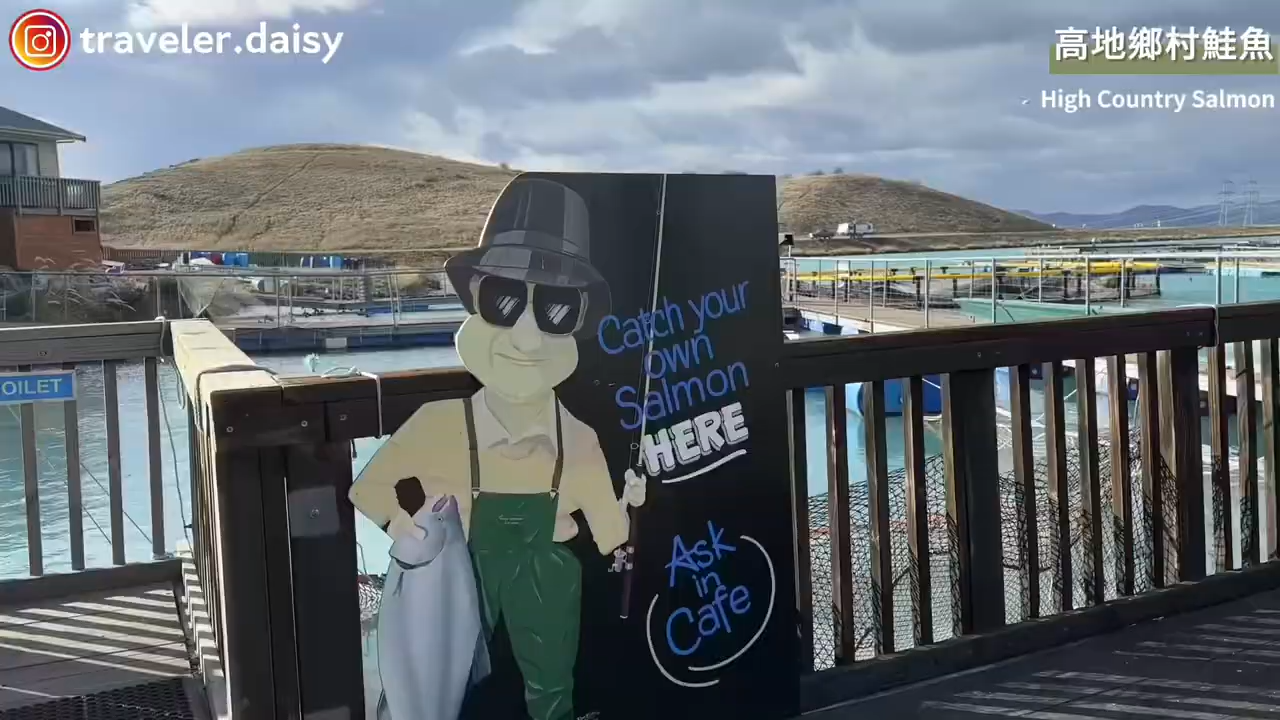 traveler.daisy
高地鄉村鮭魚
High Country Salmon
Catch your
own
Salmon
HERE
OILET
Ask
in
Cafe